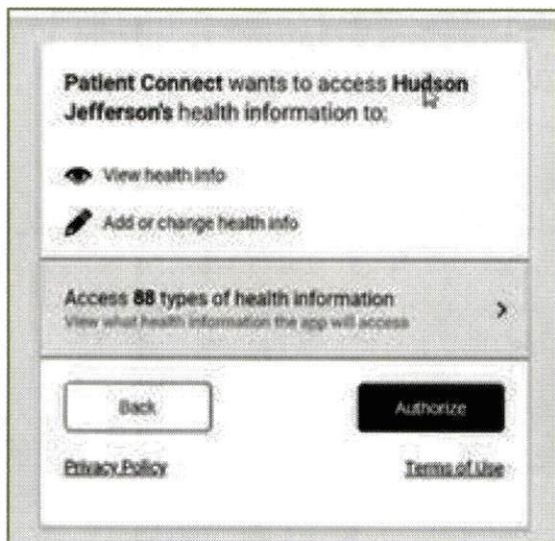 Patient Connect wants to access Hudson
Jefferson's health information to:
View health info
Add or change health info
Access 88 types of health information
View what health information the app will access
Back
Authorize
Privacy Policy
Terms of Use